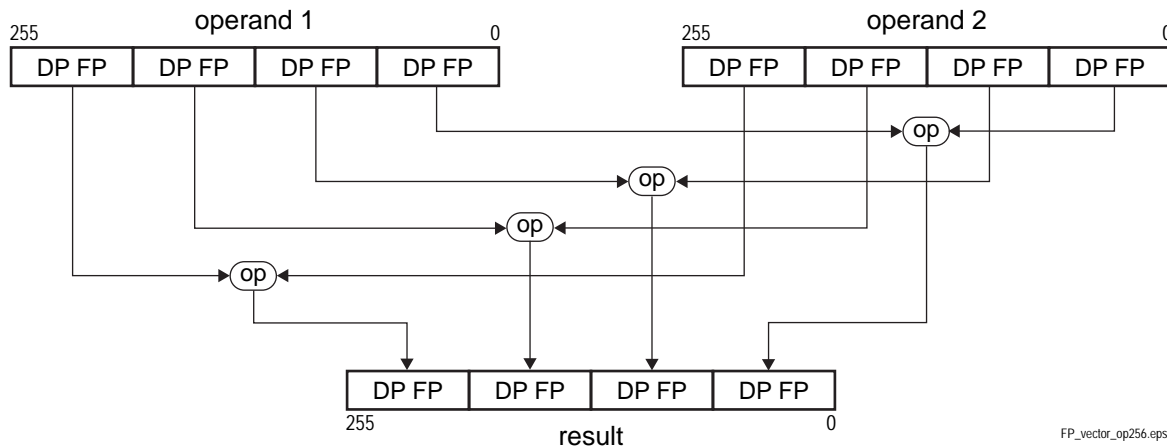 operand 1
operand 2
255 0
255 0
DP FP DP FP DP FP DP FP
DP FP DP FP DP FP DP FP
op
op
op
op
DP FP DP FP DP FP DP FP
255 0
result
FP_vector_op256.eps